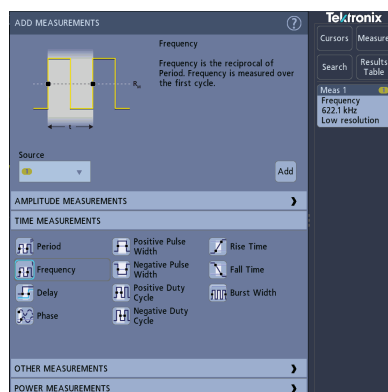 ADD MEASUREMENTS
?
Tektronix
Cursors
Measure
Search
Results
Table
Meas 1
1
Frequency
622.1 kHz
Low resolution
Frequency
Frequency is the reciprocal of
Period. Frequency is measured over
the first cycle.
t
Source
1
Add
AMPLITUDE MEASUREMENTS
TIME MEASUREMENTS
Period
Positive Pulse
Width
Rise Time
Frequency
Negative Pulse
Width
Fall Time
Delay
Positive Duty
Cycle
Burst Width
Phase
Negative Duty
Cycle
OTHER MEASUREMENTS
POWER MEASUREMENTS